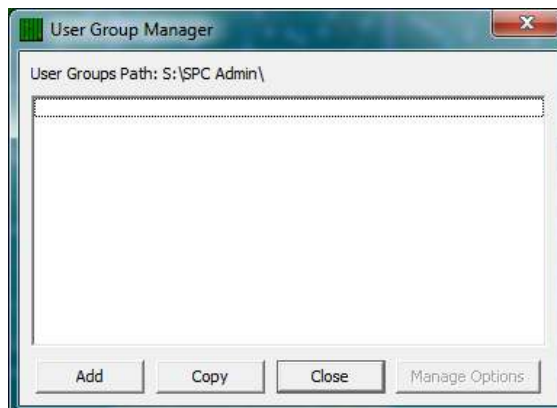 User Group Manager
User Groups Path: S:\SPC Admin\
Add Copy Close Manage Options